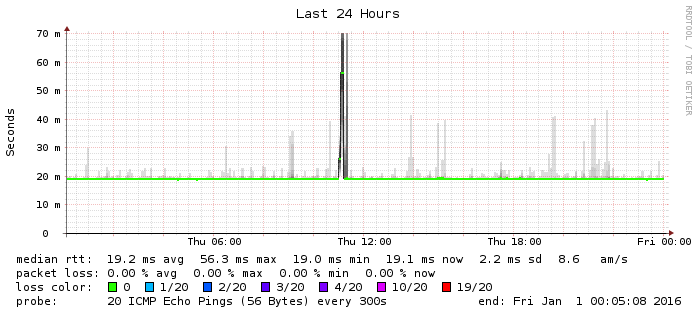 Last 24 Hours
RRDTOOL / TOBI OETIKER
Seconds
70 m
60 m
50 m
40 m
30 m
20 m
10 m
0
Thu 06:00 Thu 12:00 Thu 18:00 Fri 00:00
median rtt: 19.2 ms avg 56.3 ms max 19.0 ms min 19.1 ms now 2.2 ms sd 8.6 am/s
packet loss: 0.00 % avg 0.00 % max 0.00 % min 0.00 % now
loss color: 0 1/20 2/20 3/20 4/20 10/20 19/20
probe: 20 ICMP Echo Pings (56 Bytes) every 300s end: Fri Jan 1 00:05:08 2016